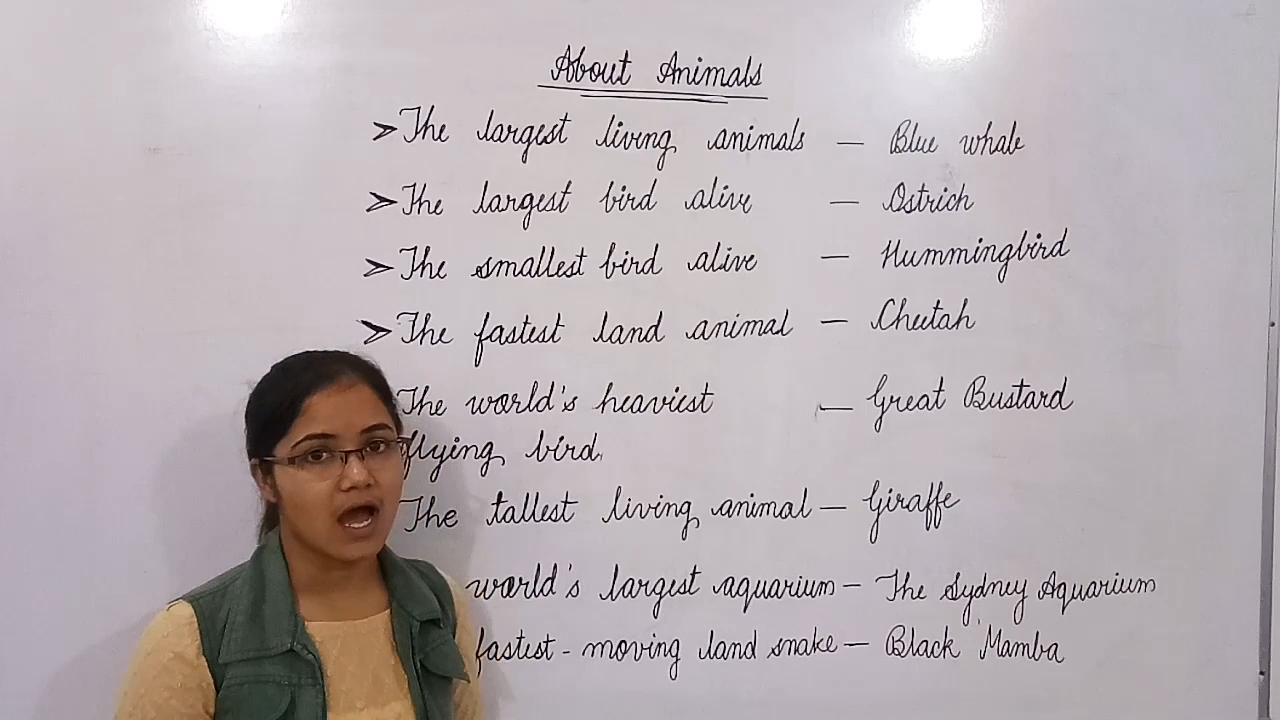 About Animals
➢ The largest living animals — Blue whale
➢ The largest bird alive — Ostrich
➢ The smallest bird alive — Hummingbird
➢ The fastest land animal — Cheetah
The world's heaviest — Great Bustard
flying bird
The tallest living animal — Giraffe
world's largest aquarium — The Sydney Aquarium
fastest - moving land snake — Black Mamba